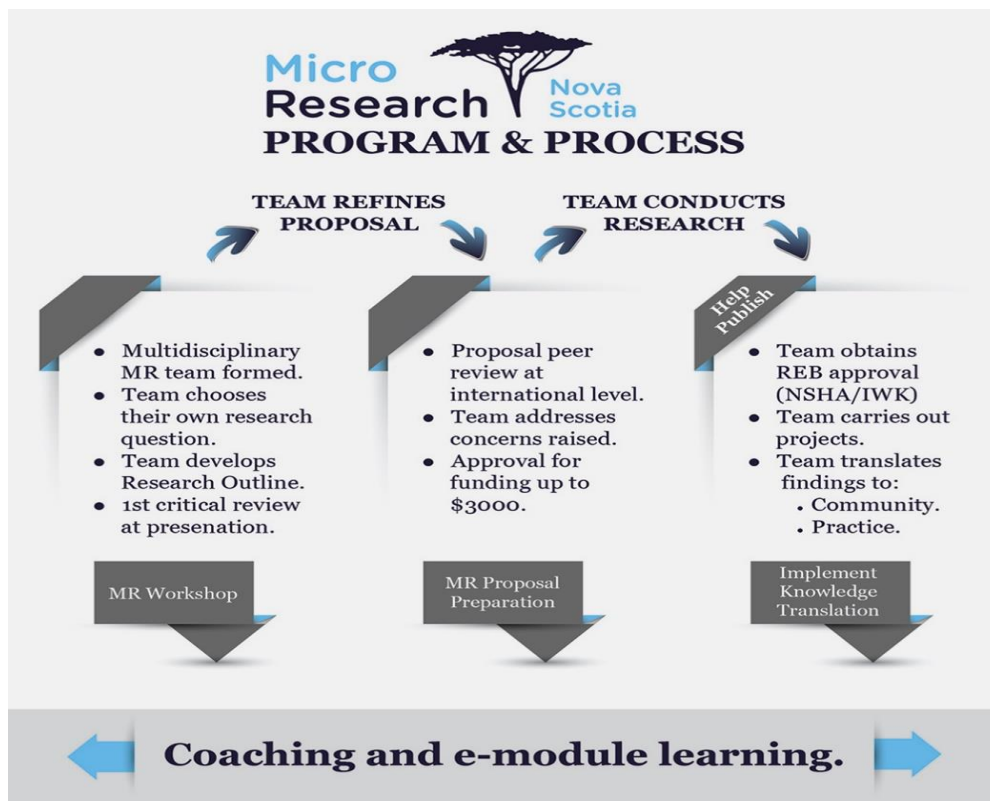 Micro
Research
Nova
Scotia
PROGRAM & PROCESS
TEAM REFINES
PROPOSAL
TEAM CONDUCTS
RESEARCH
• Multidisciplinary
MR team formed.
• Team chooses
their own research
question.
• Team develops
Research Outline.
• 1st critical review
at presenation.
MR Workshop
• Proposal peer
review at
international level.
• Team addresses
concerns raised.
• Approval for
funding up to
$3000.
MR Proposal
Preparation
Help
Publish
• Team obtains
REB approval
(NSHA/IWK)
• Team carries out
projects.
• Team translates
findings to:
• Community.
• Practice.
Implement
Knowledge
Translation
Coaching and e-module learning.